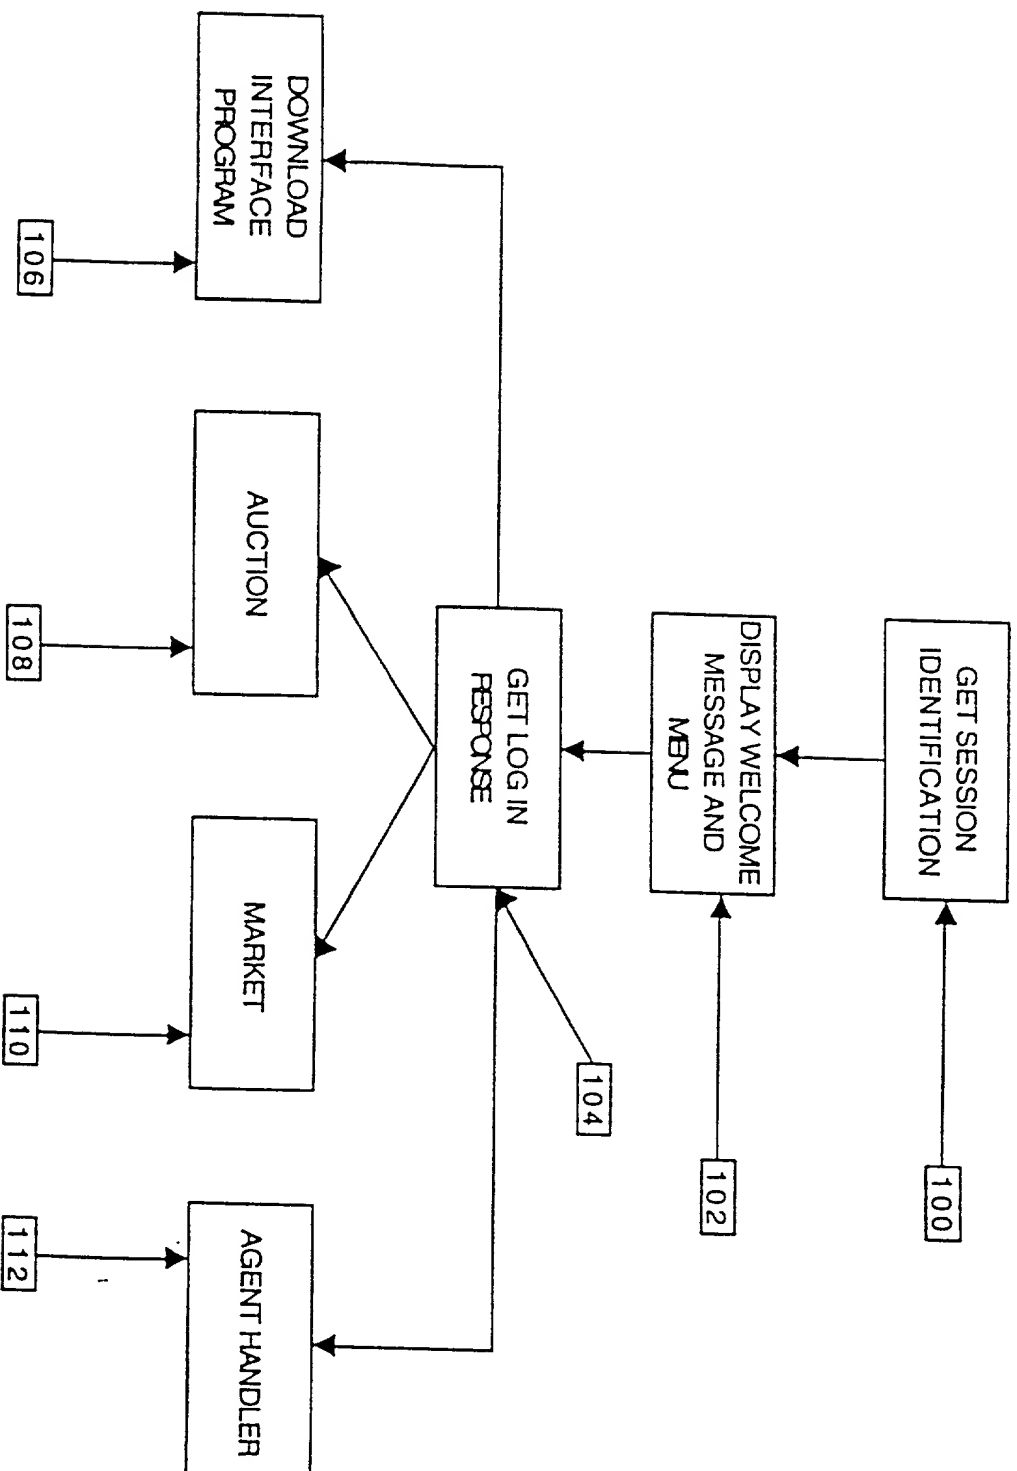 GET SESSION
IDENTIFICATION
100
DISPLAY WELCOME
MESSAGE AND
MENU
102
GET LOG IN
RESPONSE
104
DOWNLOAD
INTERFACE
PROGRAM
106
AUCTION
108
MARKET
110
AGENT HANDLER
112